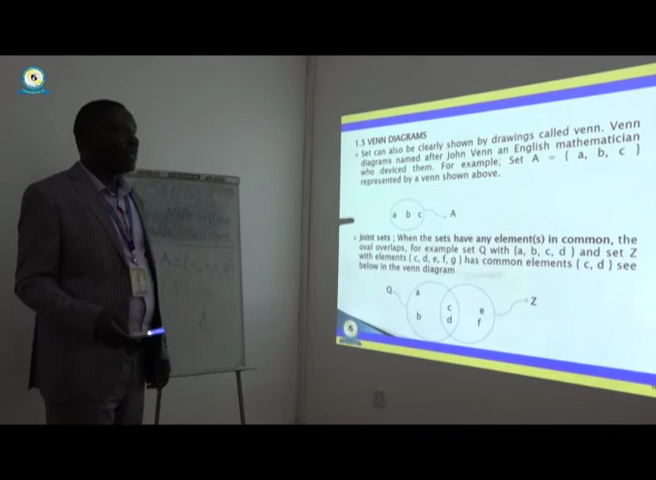 1.5 VENN DIAGRAMS
Set can also be clearly shown by drawings called venn. Venn
diagrams named after John Venn an English mathematician
who deviced them. For example; Set A = { a, b, c }
represented by a venn shown above.
a b c A
Joint sets ; When the sets have any element(s) in common, the
oval overlaps, for example set Q with {a, b, c, d } and set Z
with elements { c, d, e, f, g } has common elements { c, d } see
below in the venn diagram
Q a c g e Z
b d f